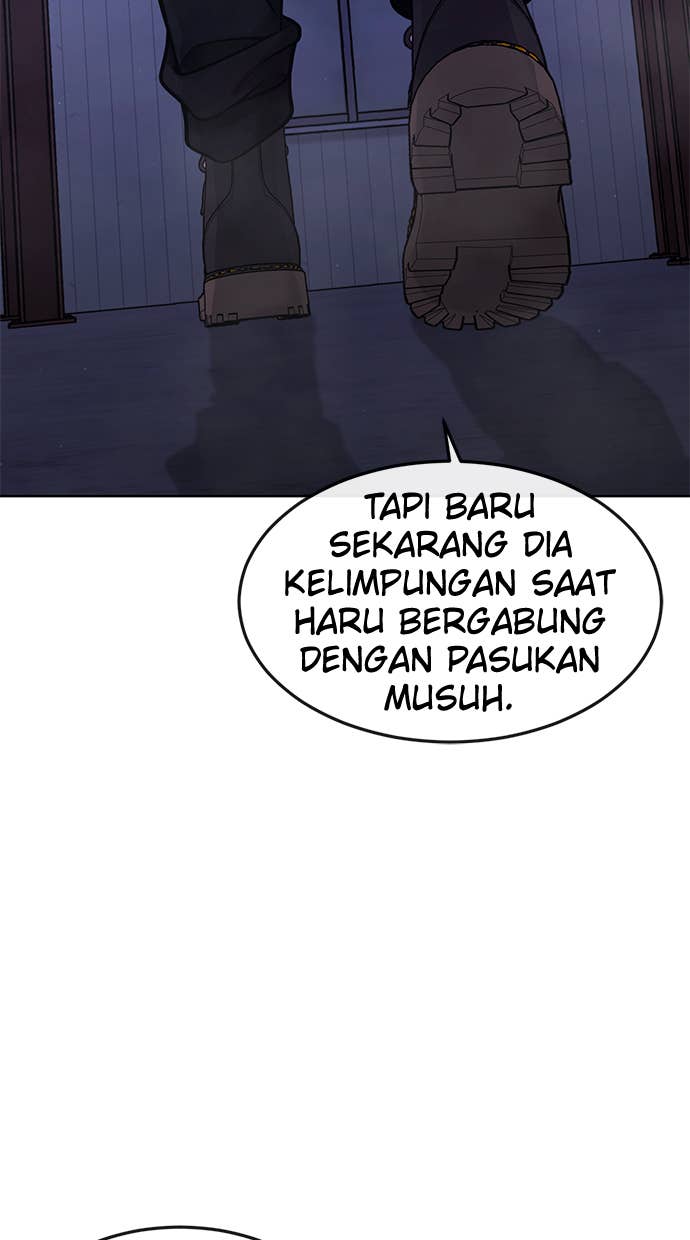 TAPI BARU
SEKARANG DIA
KELIMPUNGAN SAAT
HARU BERGABUNG
DENGAN PASUKAN
MUSUH.